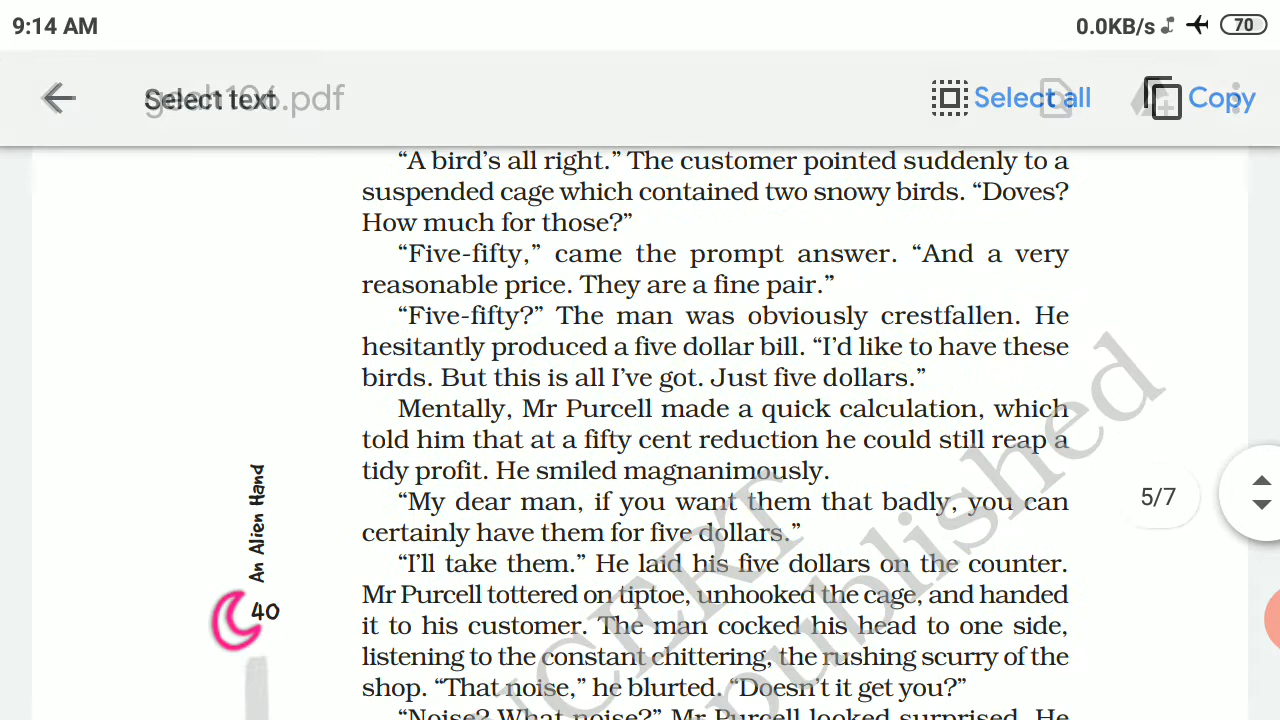 9:14 AM
0.0KB/s 70
Select text
Select all
Copy
“A bird’s all right.” The customer pointed suddenly to a
suspended cage which contained two snowy birds. “Doves?
How much for those?”
“Five-fifty,” came the prompt answer. “And a very
reasonable price. They are a fine pair.”
“Five-fifty?” The man was obviously crestfallen. He
hesitantly produced a five dollar bill. “I’d like to have these
birds. But this is all I’ve got. Just five dollars.”
Mentally, Mr Purcell made a quick calculation, which
told him that at a fifty cent reduction he could still reap a
tidy profit. He smiled magnanimously.
“My dear man, if you want them that badly, you can
certainly have them for five dollars.”
“I’ll take them.” He laid his five dollars on the counter.
Mr Purcell tottered on tiptoe, unhooked the cage, and handed
it to his customer. The man cocked his head to one side,
listening to the constant chittering, the rushing scurry of the
shop. “That noise,” he blurted. “Doesn’t it get you?”
“Noise? What noise?” Mr Purcell looked surprised. He
An Alien Hand
40
5/7
published